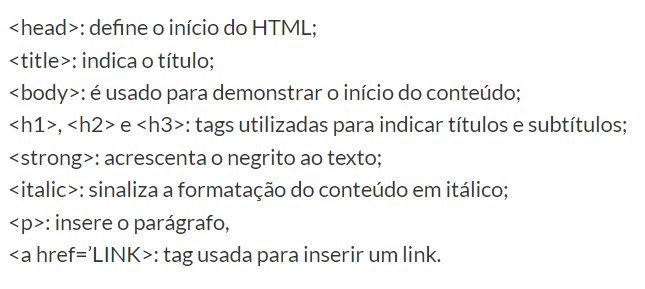 <head>: define o início do HTML;
<title>: indica o título;
<body>: é usado para demonstrar o início do conteúdo;
<h1>, <h2> e <h3>: tags utilizadas para indicar títulos e subtítulos;
<strong>: acrescenta o negrito ao texto;
<italic>: sinaliza a formatação do conteúdo em itálico;
<p>: insere o parágrafo,
<a href=’LINK>: tag usada para inserir um link.